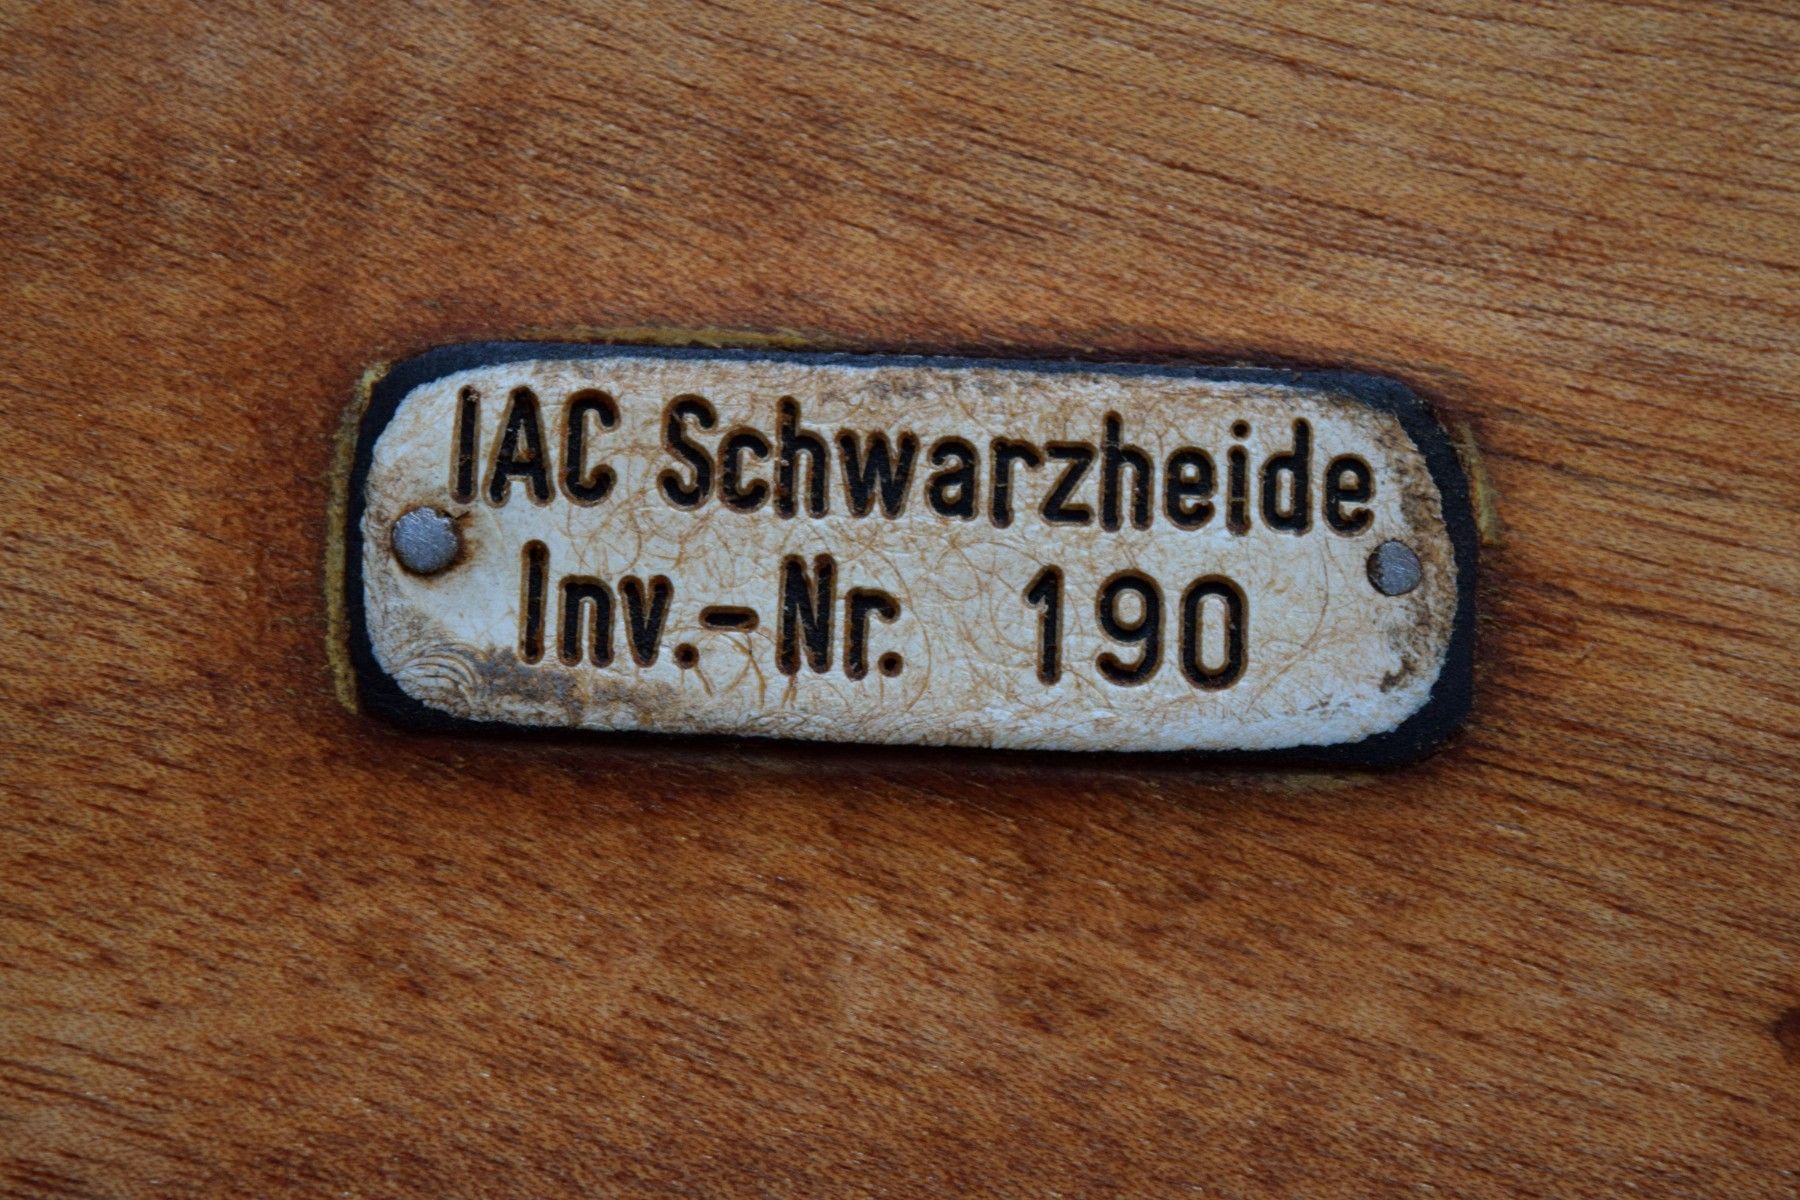 IAC Schwarzheide
Inv.-Nr. 190